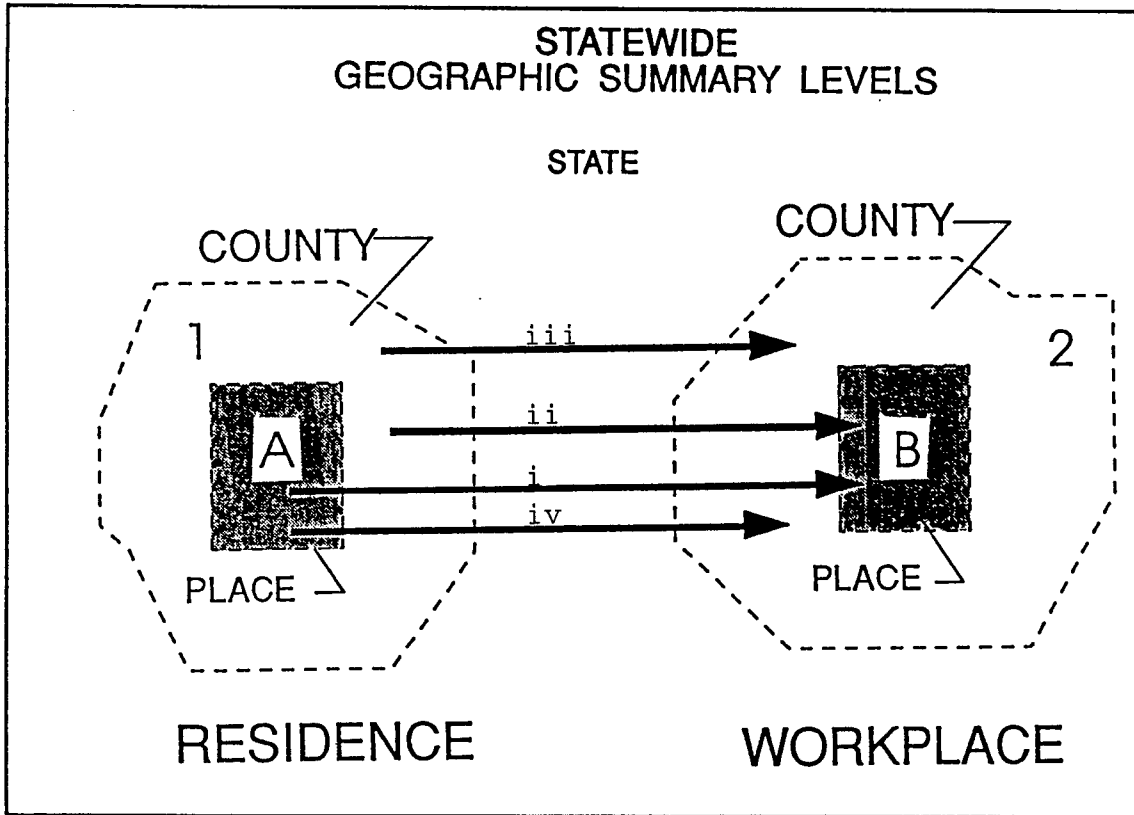 STATEWIDE
GEOGRAPHIC SUMMARY LEVELS
STATE
COUNTY
COUNTY
1
iii
2
ii
A
B
i
iv
PLACE
PLACE
RESIDENCE
WORKPLACE